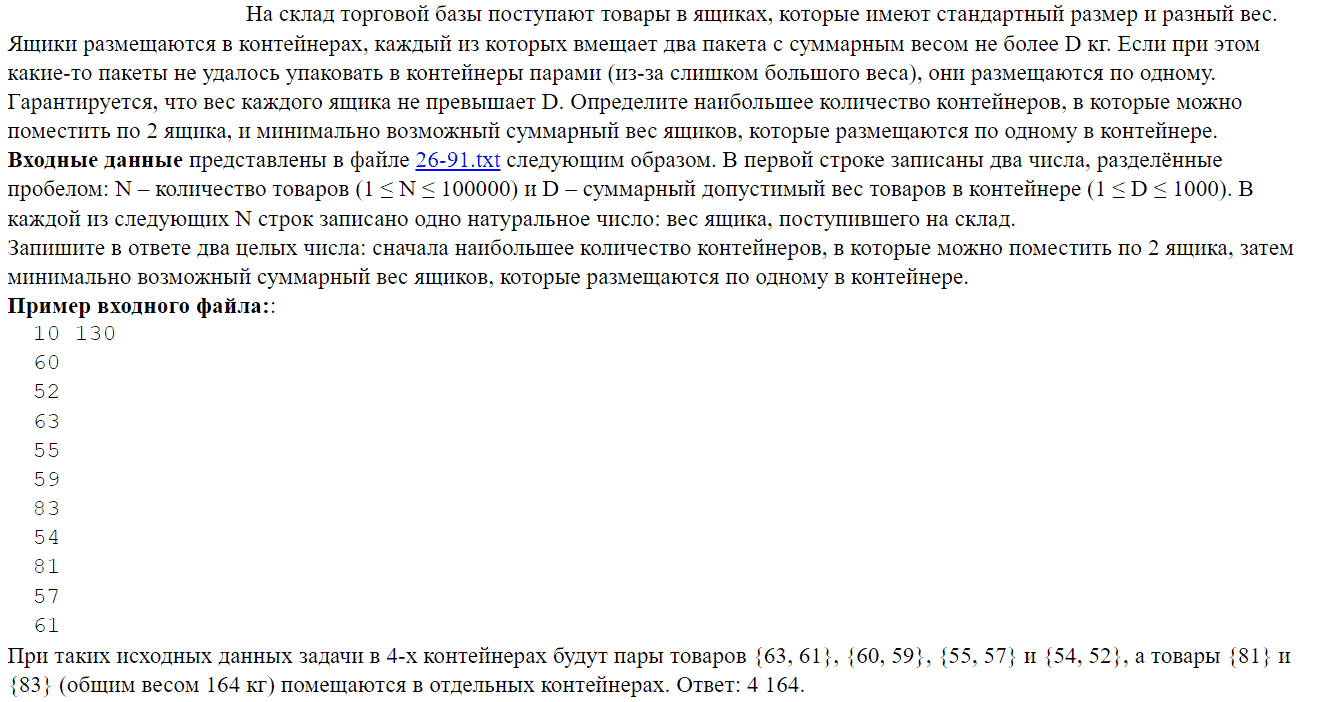 На склад торговой базы поступают товары в ящиках, которые имеют стандартный размер и разный вес.
Ящики размещаются в контейнерах, каждый из которых вмещает два пакета с суммарным весом не более D кг. Если при этом
какие-то пакеты не удалось упаковать в контейнеры парами (из-за слишком большого веса), они размещаются по одному.
Гарантируется, что вес каждого ящика не превышает D. Определите наибольшее количество контейнеров, в которые можно
поместить по 2 ящика, и минимально возможный суммарный вес ящиков, которые размещаются по одному в контейнере.
Входные данные представлены в файле 26-91.txt следующим образом. В первой строке записаны два числа, разделённые
пробелом: N – количество товаров (1 ≤ N ≤ 100000) и D – суммарный допустимый вес товаров в контейнере (1 ≤ D ≤ 1000). В
каждой из следующих N строк записано одно натуральное число: вес ящика, поступившего на склад.
Запишите в ответе два целых числа: сначала наибольшее количество контейнеров, в которые можно поместить по 2 ящика, затем
минимально возможный суммарный вес ящиков, которые размещаются по одному в контейнере.
Пример входного файла::
10 130
60
52
63
55
59
83
54
81
57
61
При таких исходных данных задачи в 4-х контейнерах будут пары товаров {63, 61}, {60, 59}, {55, 57} и {54, 52}, а товары {81} и
{83} (общим весом 164 кг) помещаются в отдельных контейнерах. Ответ: 4 164.